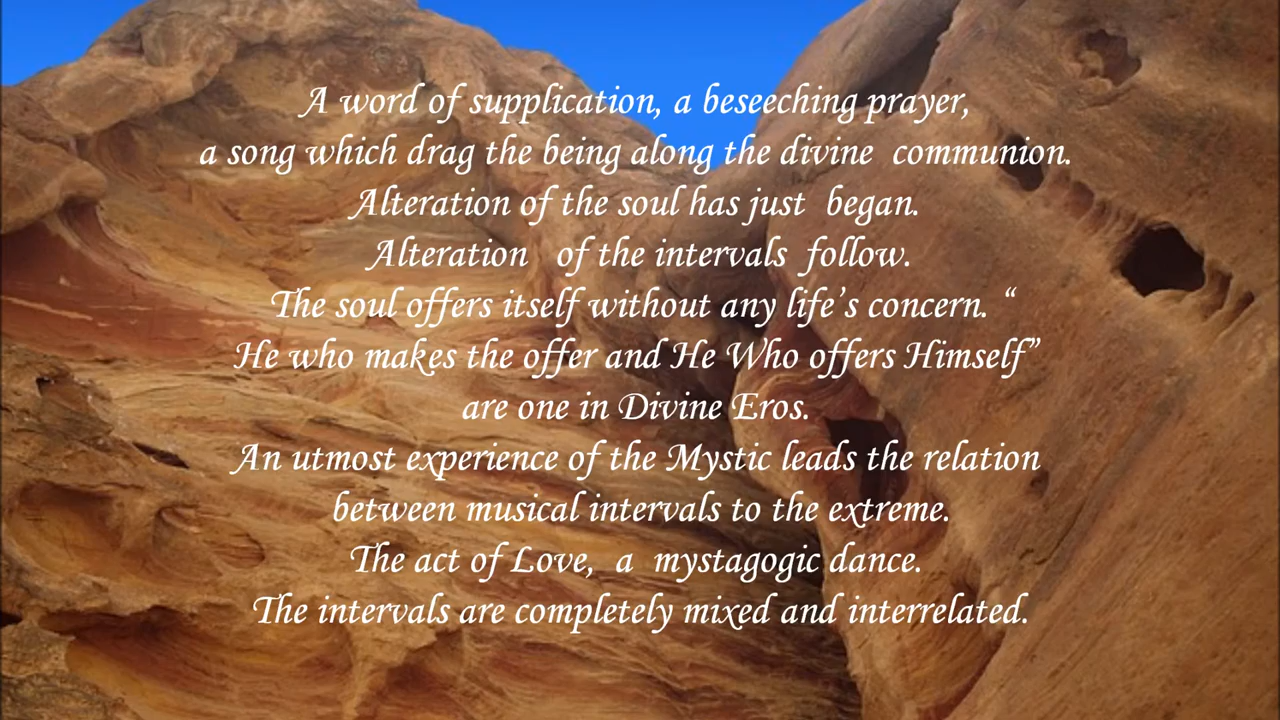 A word of supplication, a beseeching prayer,
a song which drag the being along the divine  communion.
Alteration of the soul has just  began.
Alteration   of the intervals  follow.
The soul offers itself without any life’s concern. “
He who makes the offer and He Who offers Himself”
are one in Divine Eros.
An utmost experience of the Mystic leads the relation
between musical intervals to the extreme.
The act of Love,  a  mystagogic dance.
The intervals are completely mixed and interrelated.